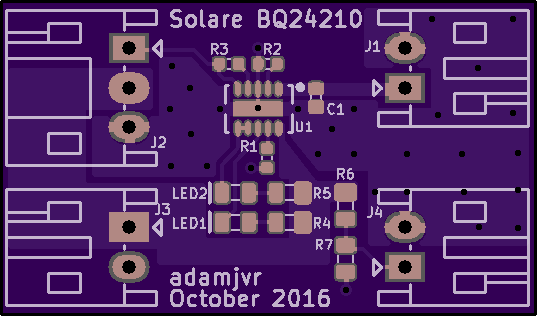 Solare BQ24210
R3 R2
J1
C1
U1
J2
R1
R6
LED2 R5
J3 J4
LED1 R4
R7
adamjvr
October 2016